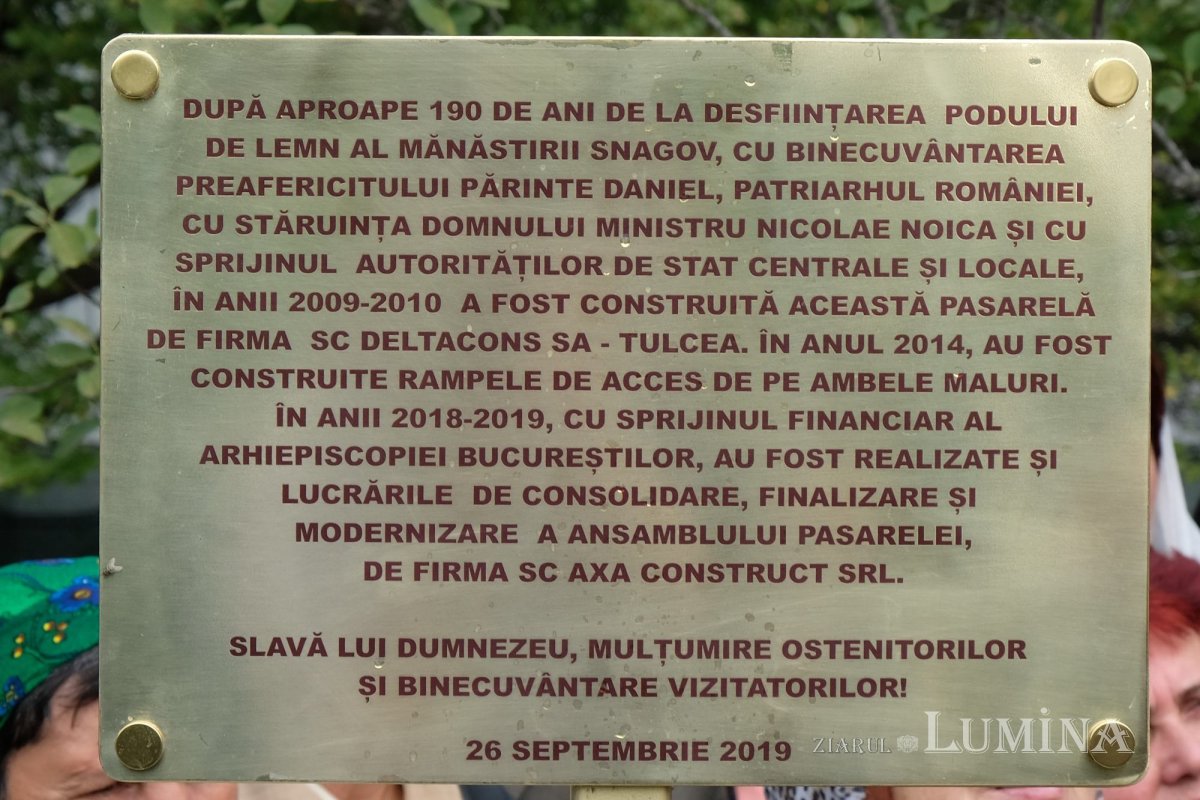 DUPĂ APROAPE 190 DE ANI DE LA DESFIINȚAREA PODULUI
DE LEMN AL MĂNĂSTIRII SNAGOV, CU BINECUVÂNTAREA
PREAFERICITULUI PĂRINTE DANIEL, PATRIARHUL ROMÂNIEI,
CU STĂRUINȚA DOMNULUI MINISTRU NICOLAE NOICA ȘI CU
SPRIJINUL AUTORITĂȚILOR DE STAT CENTRALE ȘI LOCALE,
ÎN ANII 2009-2010 A FOST CONSTRUITĂ ACEASTĂ PASARELĂ
DE FIRMA SC DELTACONS SA - TULCEA. ÎN ANUL 2014, AU FOST
CONSTRUITE RAMPELE DE ACCES DE PE AMBELE MALURI.
ÎN ANII 2018-2019, CU SPRIJINUL FINANCIAR AL
ARHIEPISCOPIEI BUCUREȘTILOR, AU FOST REALIZATE ȘI
LUCRĂRILE DE CONSOLIDARE, FINALIZARE ȘI
MODERNIZARE A ANSAMBLULUI PASARELEI,
DE FIRMA SC AXA CONSTRUCT SRL.
SLAVĂ LUI DUMNEZEU, MULȚUMIRE OSTENITORILOR
ȘI BINECUVÂNTARE VIZITATORILOR!
26 SEPTEMBRIE 2019
ZIARUL LUMINA